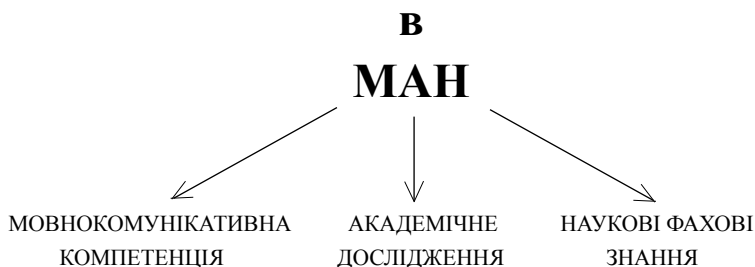 в
МАН
МОВНОКОМУНІКАТИВНА
КОМПЕТЕНЦІЯ
АКАДЕМІЧНЕ
ДОСЛІДЖЕННЯ
НАУКОВІ ФАХОВІ
ЗНАННЯ